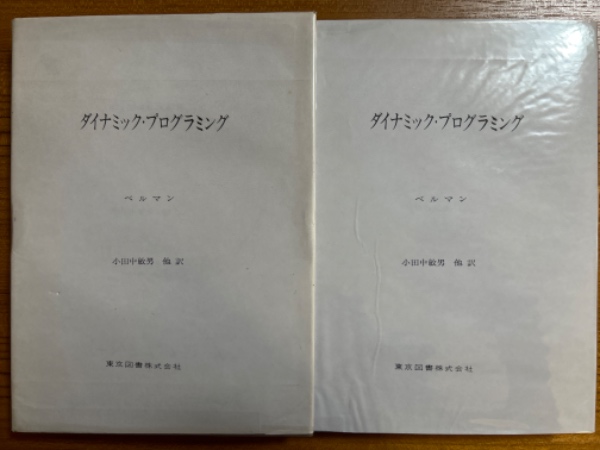 ダイナミック・プログラミング
ベルマン
小田中敏男 他 訳
東京図書株式会社
ダイナミック・プログラミング
ベルマン
小田中敏男 他 訳
東京図書株式会社